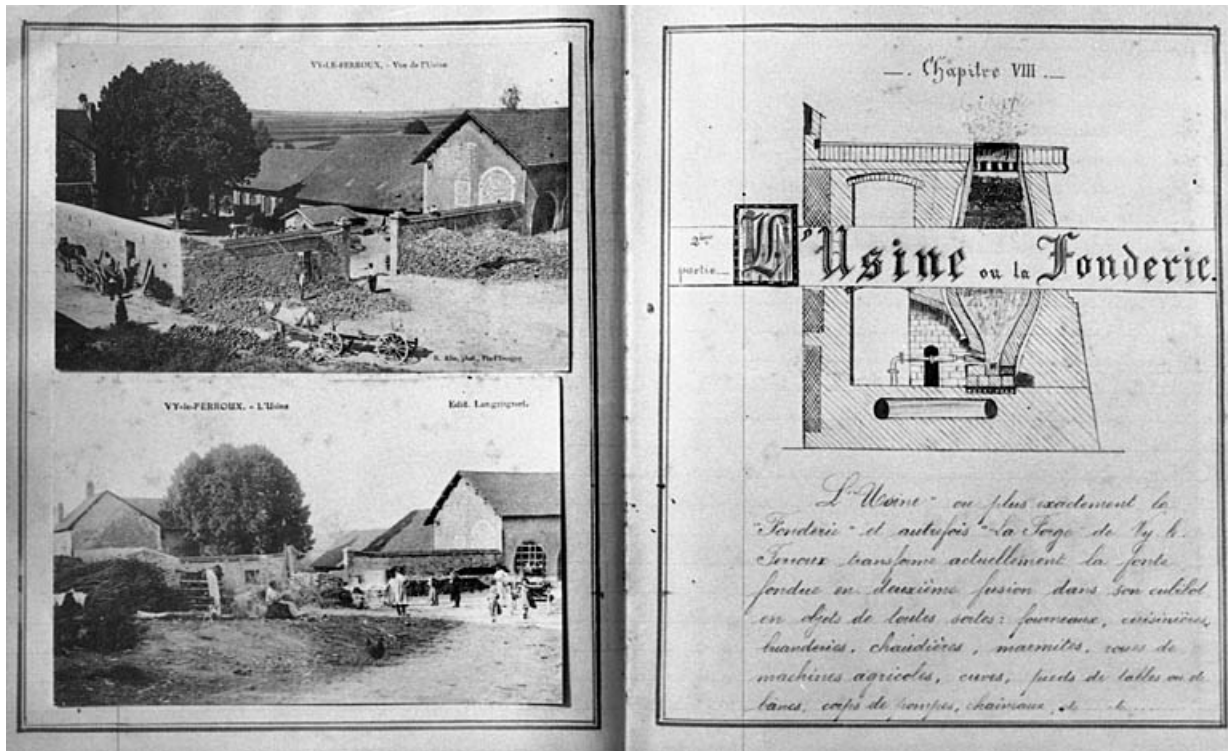 VY-LE-FERROUX. - Vue de l'Usine
VY-le-FERROUX. - L'Usine
Edit. Langrognet.
— Chapitre VIII —
2ème
partie
L'Usine ou la Fonderie.
L'"Usine" ou plus exactement la
"Fonderie" et autrefois "La Forge de Vy-le-
Ferroux transforme actuellement la fonte
fondue en deuxième fusion dans son cubilot
en objets de toutes sortes: fourneaux, cuisinières,
buanderies, chaudières, marmites, roues de
machines agricoles, cuves, pieds de tables ou de
bancs, corps de pompes, chaineaux,